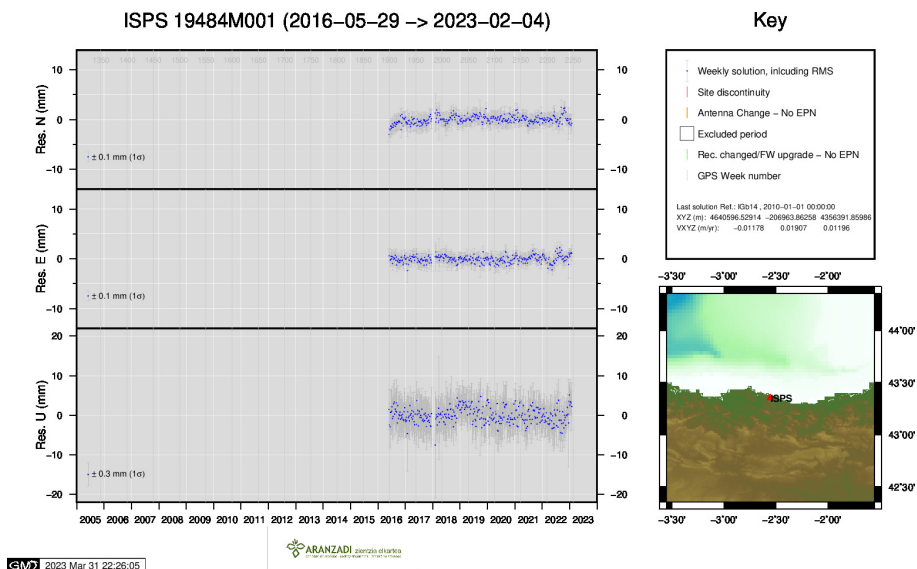 ISPS 19484M001 (2016−05−29 −> 2023−02−04)
Key
1350 1400 1450 1500 1550 1600 1650 1700 1750 1800 1850 1900 1950 2000 2050 2100 2150 2200 2250
Res. N (mm)
10 10
0 0
−10 −10
± 0.1 mm (1σ)
Res. E (mm)
10 10
0 0
−10 −10
± 0.1 mm (1σ)
Res. U (mm)
20 20
10 10
0 0
−10 −10
−20 −20
± 0.3 mm (1σ)
2005 2006 2007 2008 2009 2010 2011 2012 2013 2014 2015 2016 2017 2018 2019 2020 2021 2022 2023
Weekly solution, inlcuding RMS
Site discontinuity
Antenna Change − No EPN
Excluded period
Rec. changed/FW upgrade − No EPN
GPS Week number
Last solution Ref.: IGb14 , 2010−01−01 00:00:00
XYZ (m): 4640596.52914 −206963.86258 4356391.85986
VXYZ (m/yr): −0.01178 0.01907 0.01196
−3˚30' −3˚00' −2˚30' −2˚00'
44˚00'
43˚30'
43˚00'
42˚30'
ISPS
−3˚30' −3˚00' −2˚30' −2˚00'
ARANZADI zientzia elkartea
GMT 2023 Mar 31 22:26:05